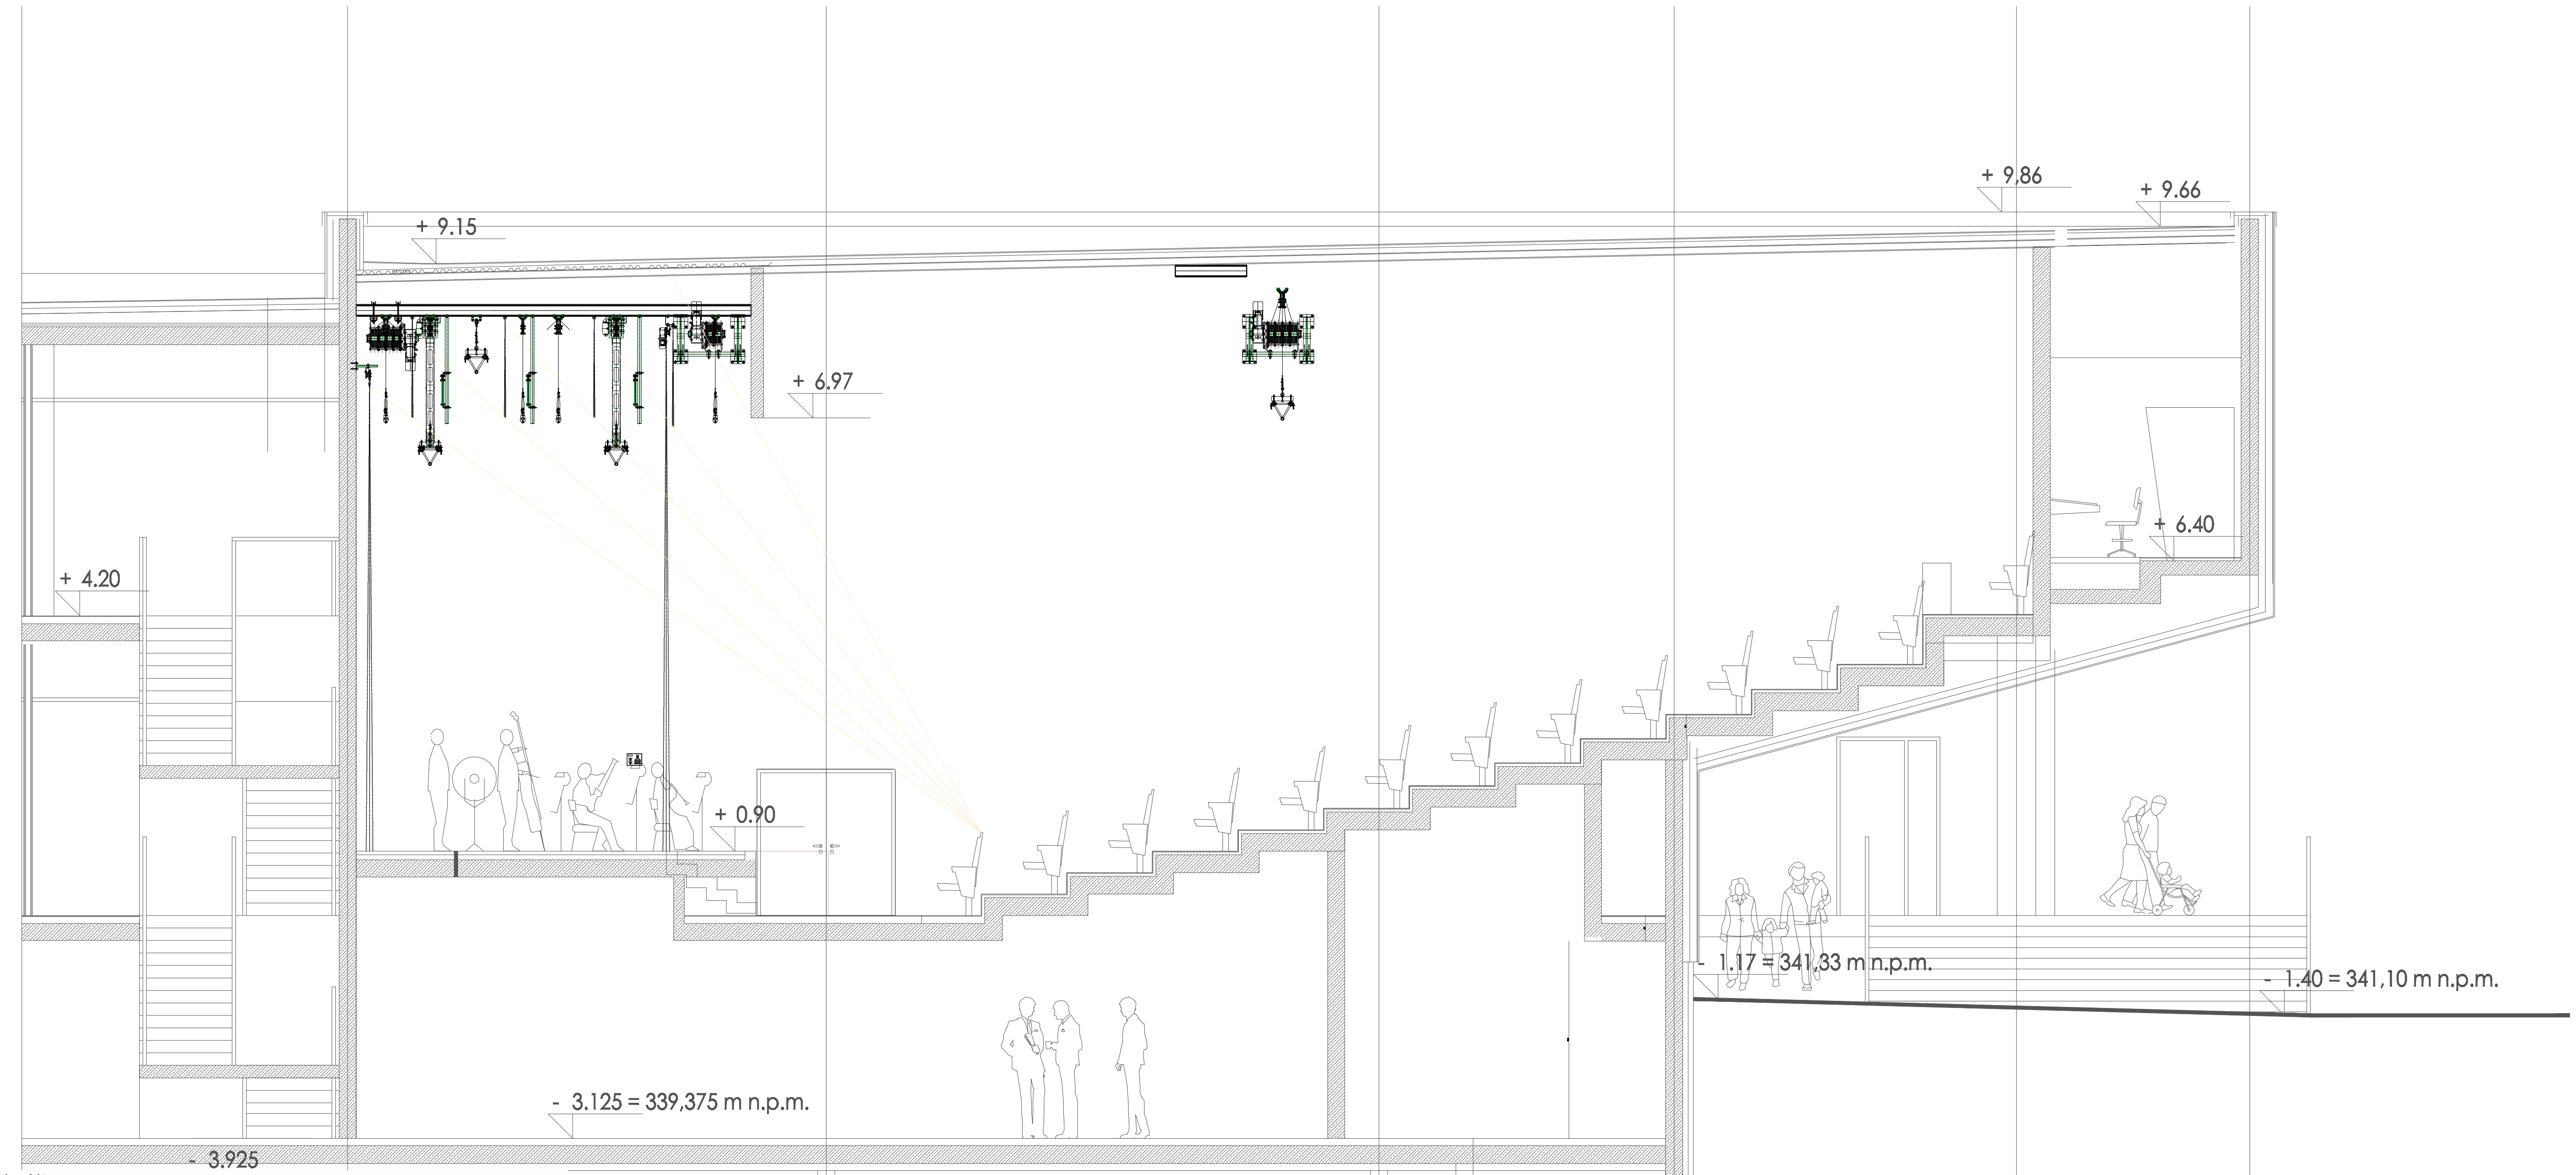 + 9,86
+ 9.66
+ 9.15
+ 6.97
+ 6.40
+ 4.20
+ 0.90
- 1.17 = 341,33 m n.p.m.
- 1.40 = 341,10 m n.p.m.
- 3.125 = 339,375 m n.p.m.
- 3.925